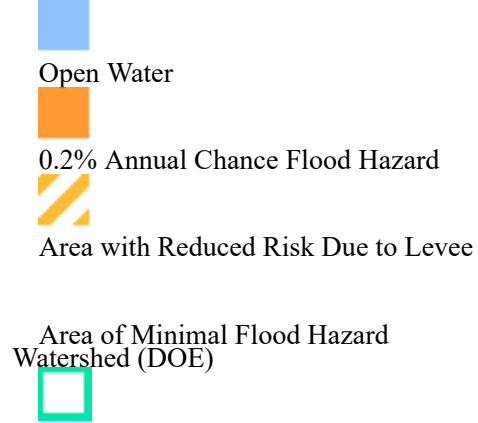 Open Water
0.2% Annual Chance Flood Hazard
Area with Reduced Risk Due to Levee
Area of Minimal Flood Hazard
Watershed (DOE)